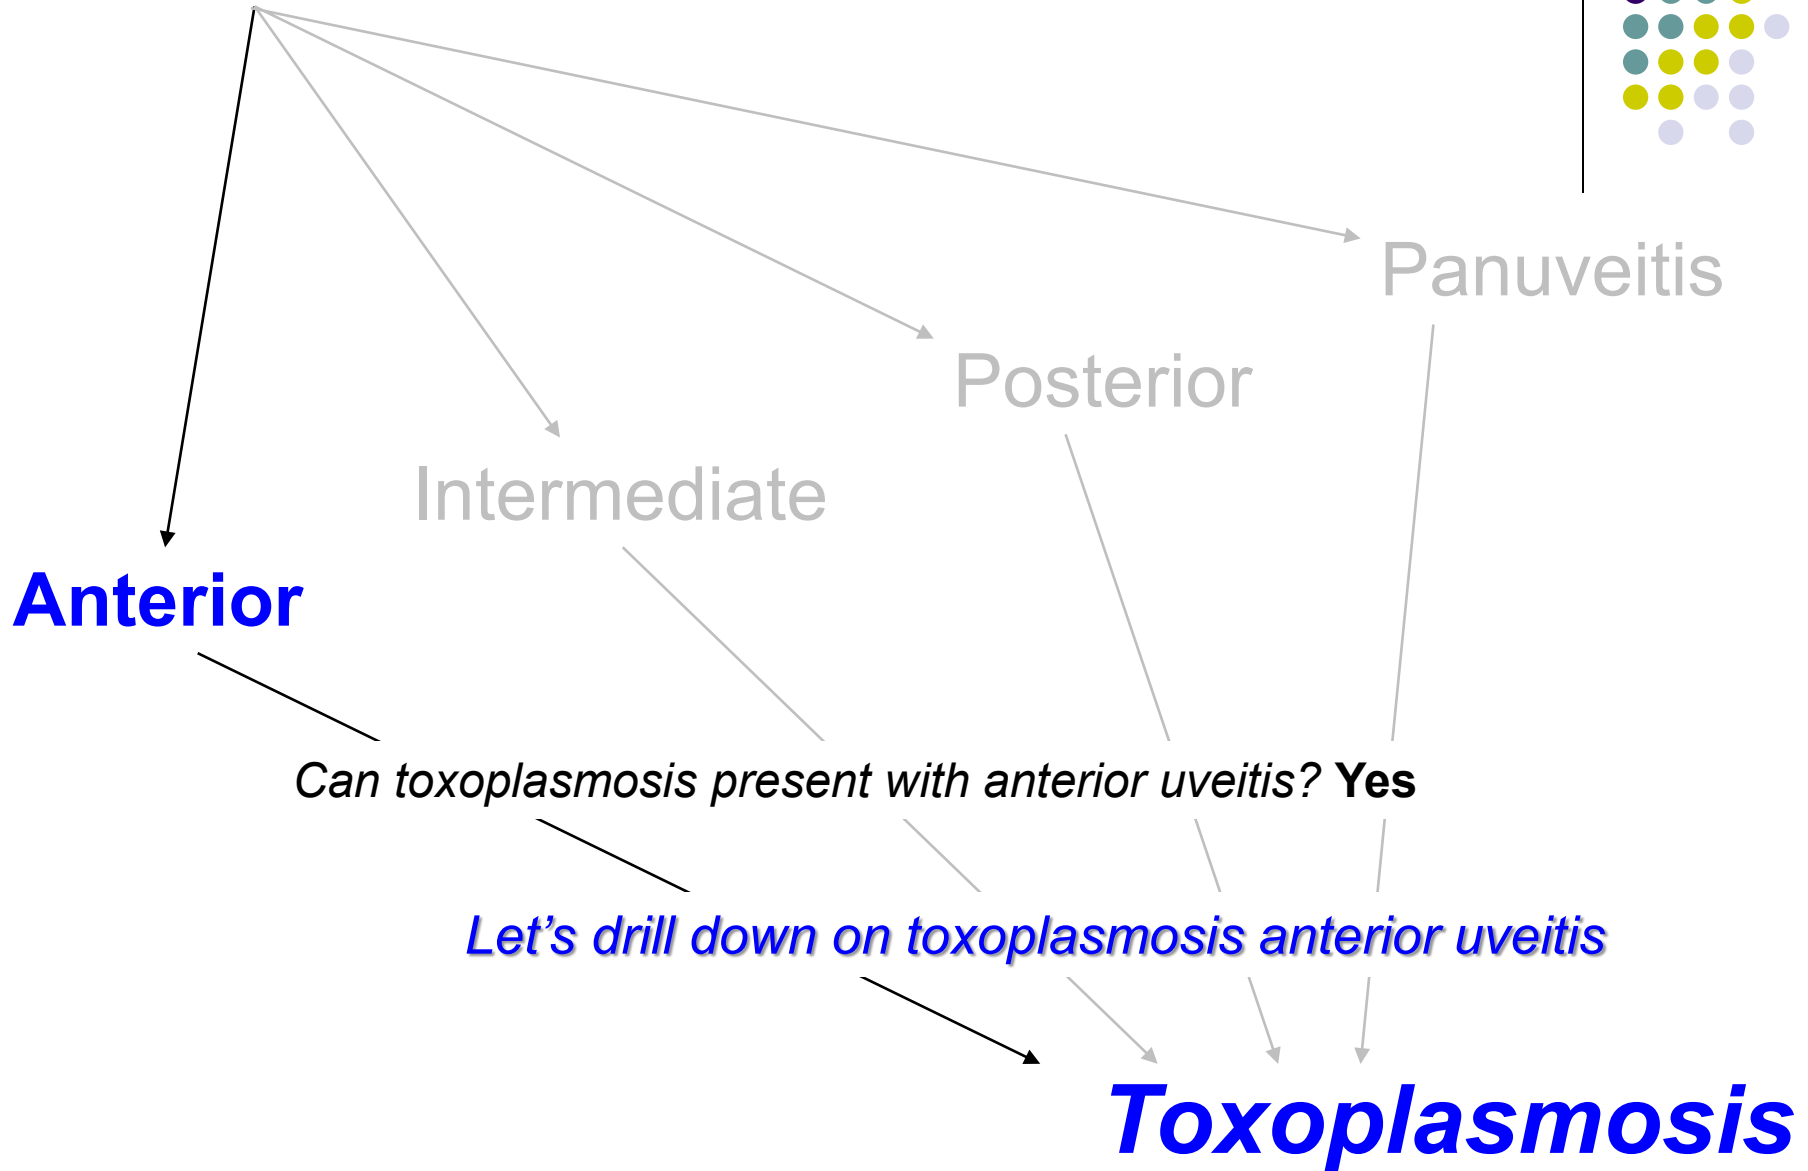 Panuveitis
Posterior
Intermediate
Anterior
Can toxoplasmosis present with anterior uveitis? Yes
Let’s drill down on toxoplasmosis anterior uveitis
Toxoplasmosis